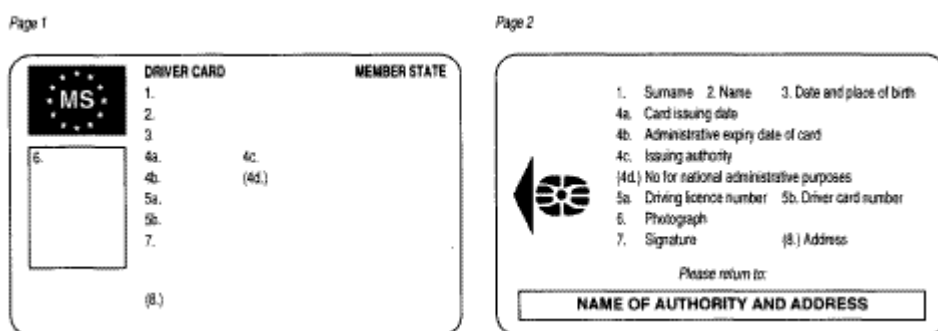 Page 1
DRIVER CARD MEMBER STATE
MS
1.
2.
3.
6.
4a. 4c.
4b. (4d.)
5a.
5b.
7.
(8.)
Page 2
1. Surname 2. Name 3. Date and place of birth
4a. Card issuing date
4b. Administrative expiry date of card
4c. Issuing authority
(4d.) No for national administrative purposes
5a. Driving licence number 5b. Driver card number
6. Photograph
7. Signature (8.) Address
Please return to:
NAME OF AUTHORITY AND ADDRESS